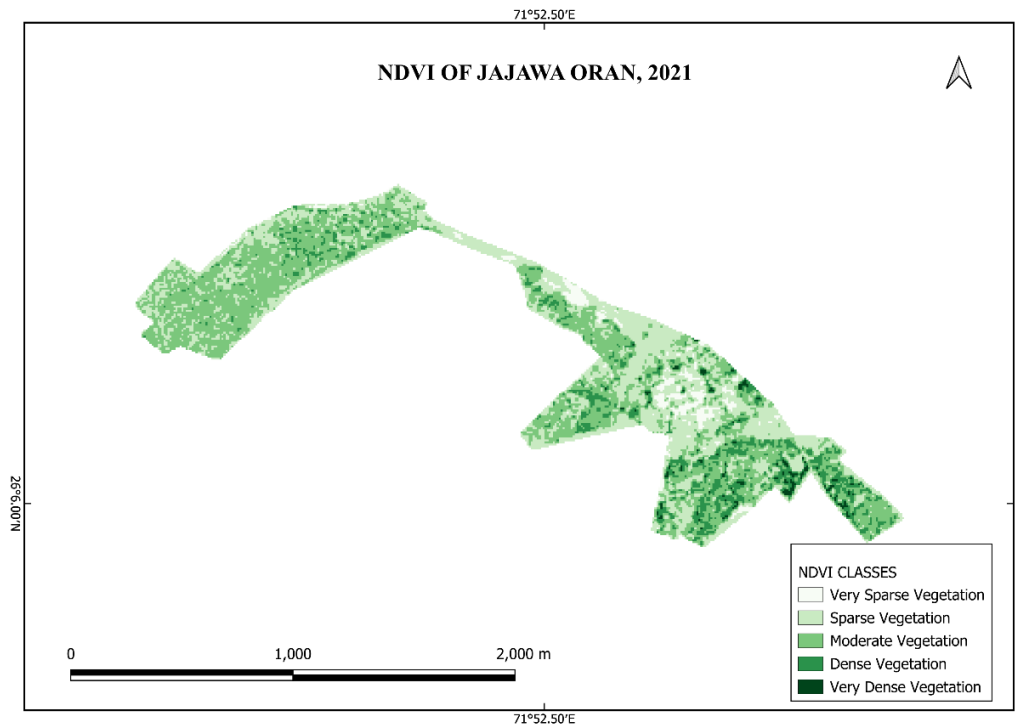 71°52.50'E
NDVI OF JAJAWA ORAN, 2021
26°6.00'N
NDVI CLASSES
Very Sparse Vegetation
Sparse Vegetation
Moderate Vegetation
Dense Vegetation
Very Dense Vegetation
0 1,000 2,000 m
71°52.50'E